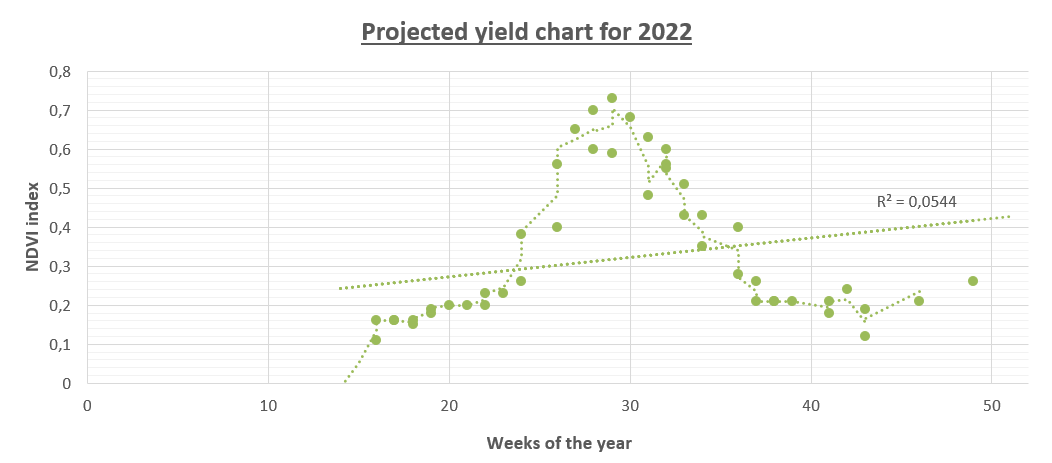 Projected yield chart for 2022
0,8
0,7
0,6
0,5
0,4
0,3
0,2
0,1
0
NDVI index
R² = 0,0544
0 10 20 30 40 50
Weeks of the year